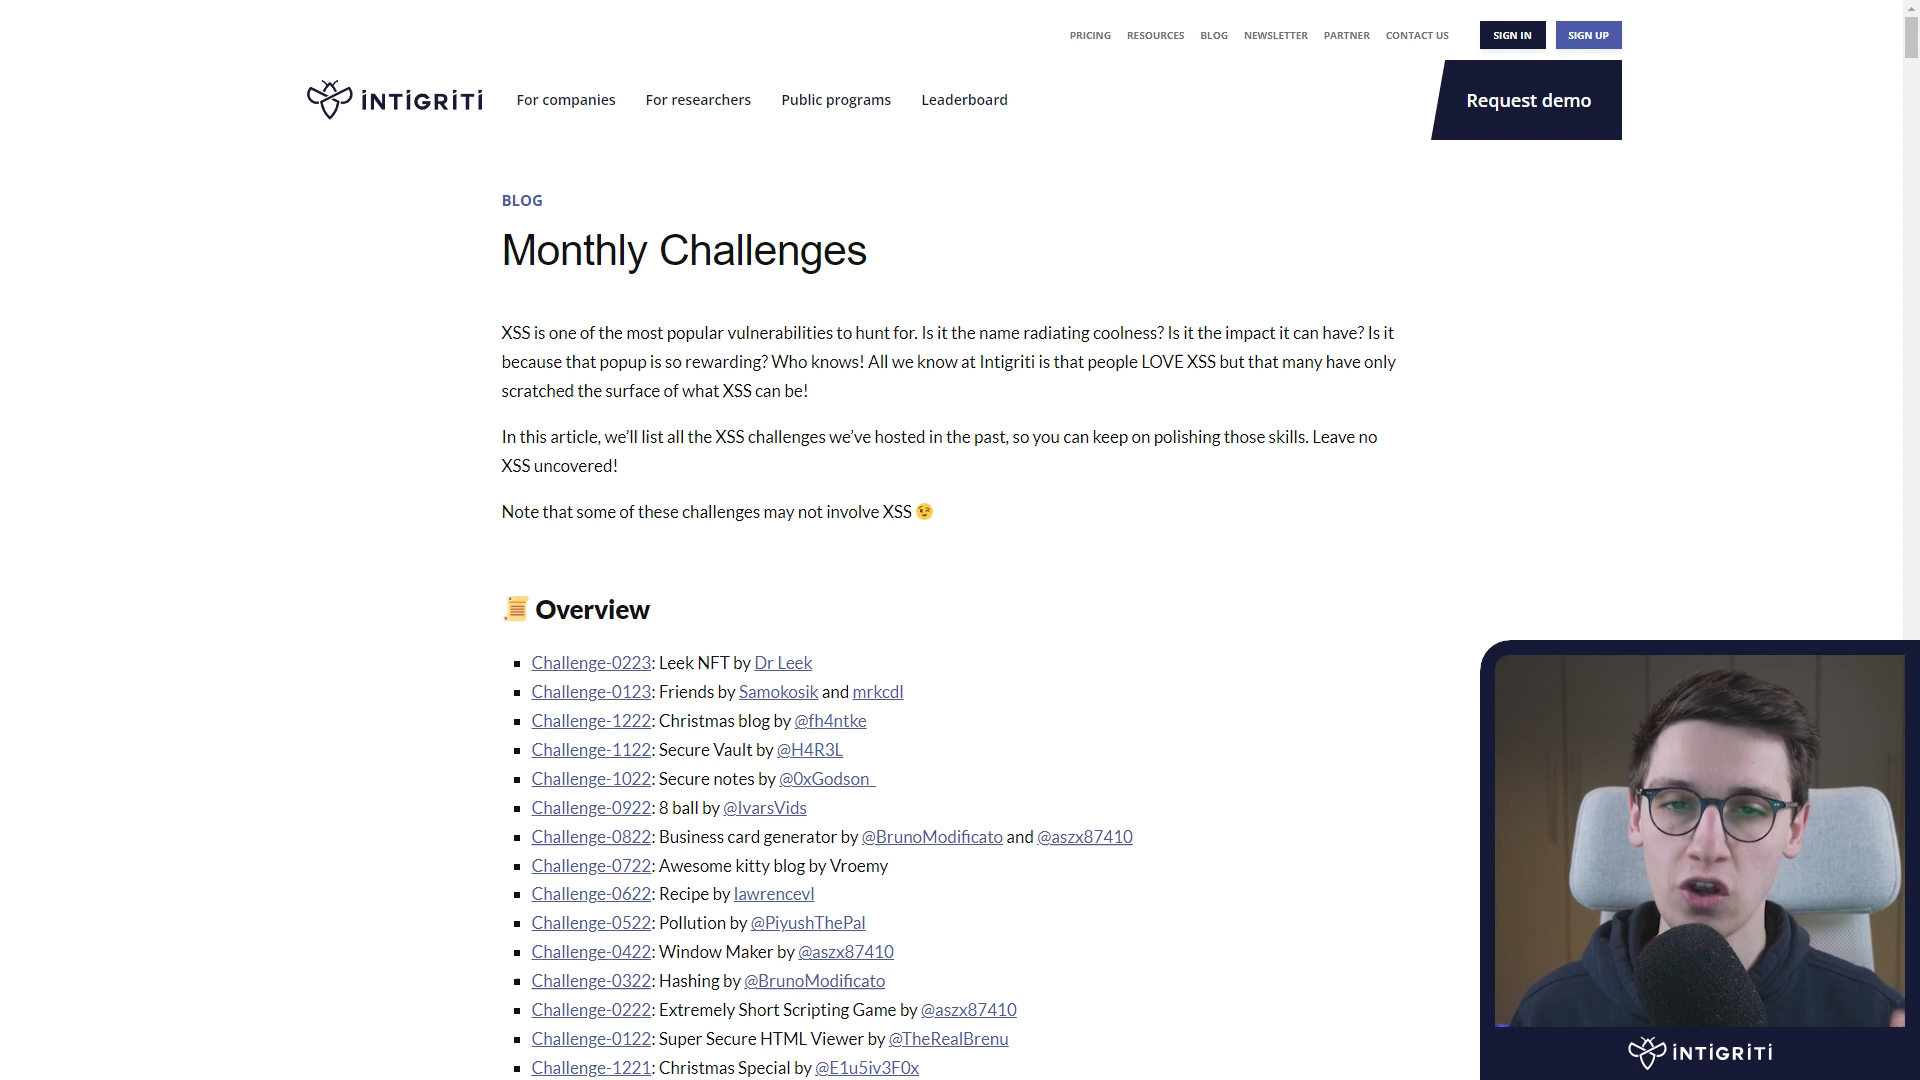 PRICING RESOURCES BLOG NEWSLETTER PARTNER CONTACT US SIGN IN SIGN UP
INTIGRITI For companies For researchers Public programs Leaderboard Request demo
BLOG
Monthly Challenges
XSS is one of the most popular vulnerabilities to hunt for. Is it the name radiating coolness? Is it the impact it can have? Is it
because that popup is so rewarding? Who knows! All we know at Intigriti is that people LOVE XSS but that many have only
scratched the surface of what XSS can be!
In this article, we’ll list all the XSS challenges we’ve hosted in the past, so you can keep on polishing those skills. Leave no
XSS uncovered!
Note that some of these challenges may not involve XSS 😉
📜 Overview
▪ Challenge-0223: Leek NFT by Dr Leek
▪ Challenge-0123: Friends by Samokosik and mrkcdl
▪ Challenge-1222: Christmas blog by @fh4ntke
▪ Challenge-1122: Secure Vault by @H4R3L
▪ Challenge-1022: Secure notes by @0xGodson_
▪ Challenge-0922: 8 ball by @IvarsVids
▪ Challenge-0822: Business card generator by @BrunoModificato and @aszx87410
▪ Challenge-0722: Awesome kitty blog by Vroemy
▪ Challenge-0622: Recipe by lawrencevl
▪ Challenge-0522: Pollution by @PiyushThePal
▪ Challenge-0422: Window Maker by @aszx87410
▪ Challenge-0322: Hashing by @BrunoModificato
▪ Challenge-0222: Extremely Short Scripting Game by @aszx87410
▪ Challenge-0122: Super Secure HTML Viewer by @TheRealBrenu
▪ Challenge-1221: Christmas Special by @E1u5iv3F0x
INTIGRITI